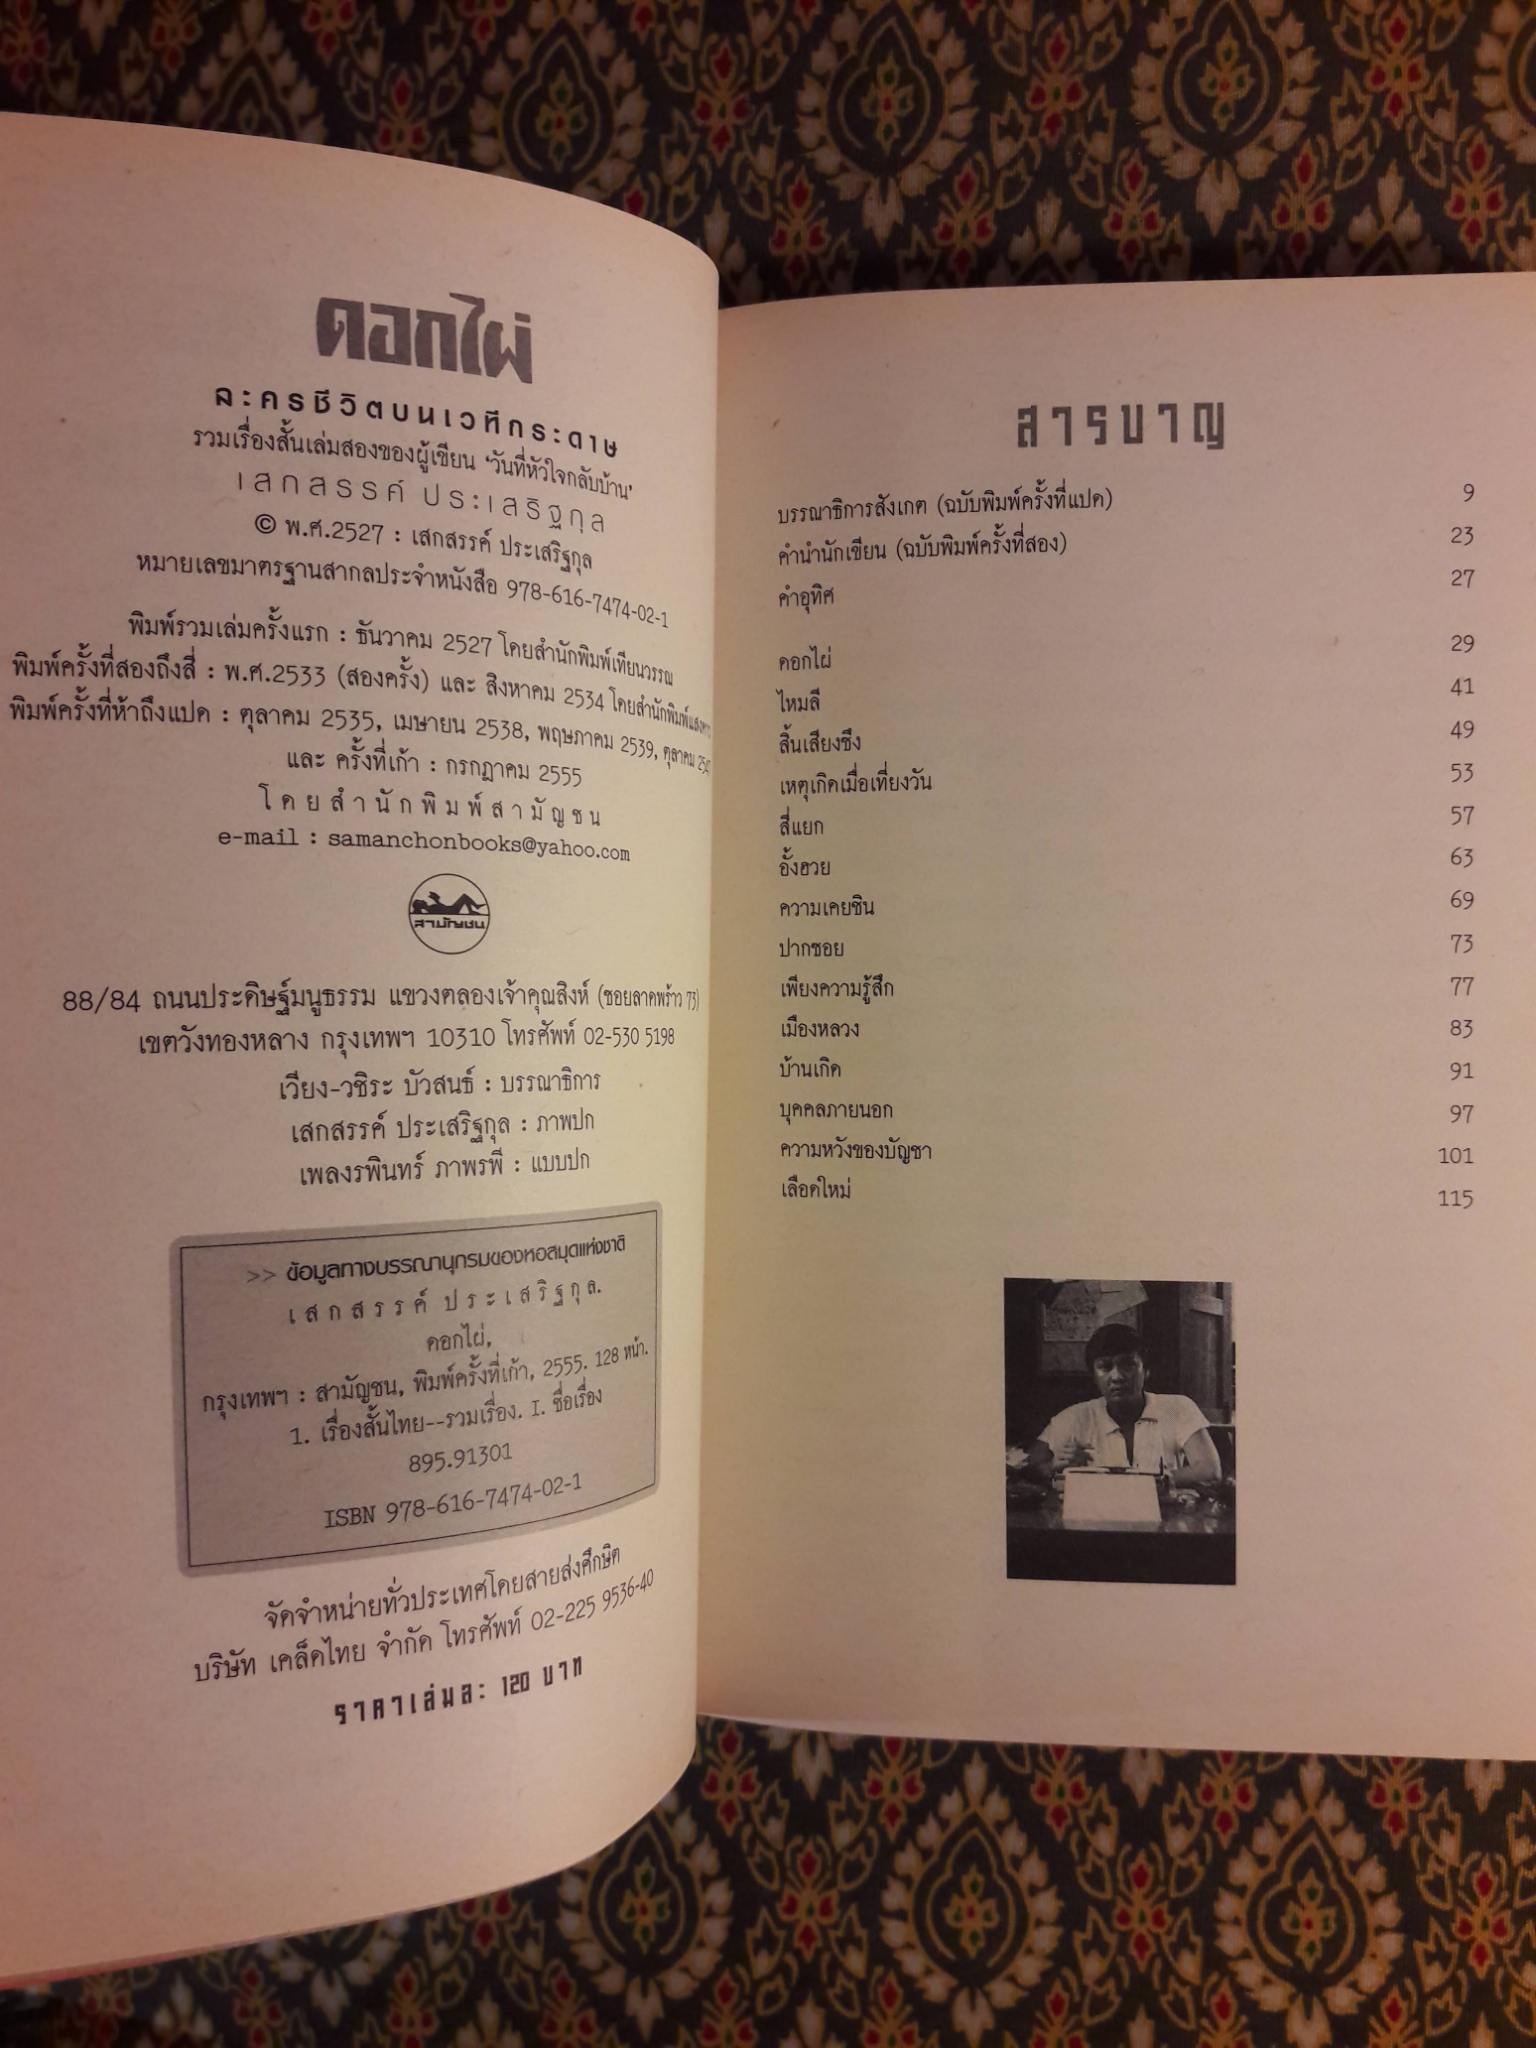 ดอกไผ่
ละครชีวิตบนเวทีกระดาษ
รวมเรื่องสั้นเล่มสองของผู้เขียน 'วันที่หัวใจกลับบ้าน'
เสกสรรค์ ประเสริฐกุล
© พ.ศ.2527 : เสกสรรค์ ประเสริฐกุล
หมายเลขมาตรฐานสากลประจำหนังสือ 978-616-7474-02-1
พิมพ์รวมเล่มครั้งแรก : ธันวาคม 2527 โดยสำนักพิมพ์เทียนวรรณ
พิมพ์ครั้งที่สองถึงสี่ : พ.ศ.2533 (สองครั้ง) และ สิงหาคม 2534 โดยสำนักพิมพ์
พิมพ์ครั้งที่ห้าถึงแปด : ตุลาคม 2535, เมษายน 2538, พฤษภาคม 2539, ตุลาคม
และ ครั้งที่เก้า : กรกฎาคม 2555
โดยสำนักพิมพ์สามัญชน
e-mail : samanchonbooks@yahoo.com
สามัญชน
88/84 ถนนประดิษฐ์มนูธรรม แขวงคลองเจ้าคุณสิงห์ (ซอยลาดพร้าว 73)
เขตวังทองหลาง กรุงเทพฯ 10310 โทรศัพท์ 02-530 5198
เวียง-วชิระ บัวสนธ์ : บรรณาธิการ
เสกสรรค์ ประเสริฐกุล : ภาพปก
เพลงรพินทร์ ภาพรพี : แบบปก
>> ข้อมูลทางบรรณานุกรมของหอสมุดแห่งชาติ
เสกสรรค์ ประเสริฐกุล.
ดอกไผ่,
กรุงเทพฯ : สามัญชน, พิมพ์ครั้งที่เก้า, 2555. 128 หน้า.
1. เรื่องสั้นไทย--รวมเรื่อง. I. ชื่อเรื่อง
895.91301
ISBN 978-616-7474-02-1
จัดจำหน่ายทั่วประเทศโดยสายส่งศึกษิต
บริษัท เคล็ดไทย จำกัด โทรศัพท์ 02-225 9536-40
ราคาเล่มละ 120 บาท
สารบาญ
บรรณาธิการสังเกต (ฉบับพิมพ์ครั้งที่แปด) 9
คำนำนักเขียน (ฉบับพิมพ์ครั้งที่สอง) 23
คำอุทิศ 27
ดอกไผ่ 29
ไหมลี 41
สิ้นเสียงซึง 49
เหตุเกิดเมื่อเที่ยงวัน 53
สี่แยก 57
อั้งฮวย 63
ความเคยชิน 69
ปากซอย 73
เพียงความรู้สึก 77
เมืองหลวง 83
บ้านเกิด 91
บุคคลภายนอก 97
ความหวังของบัญชา 101
เลือดใหม่ 115